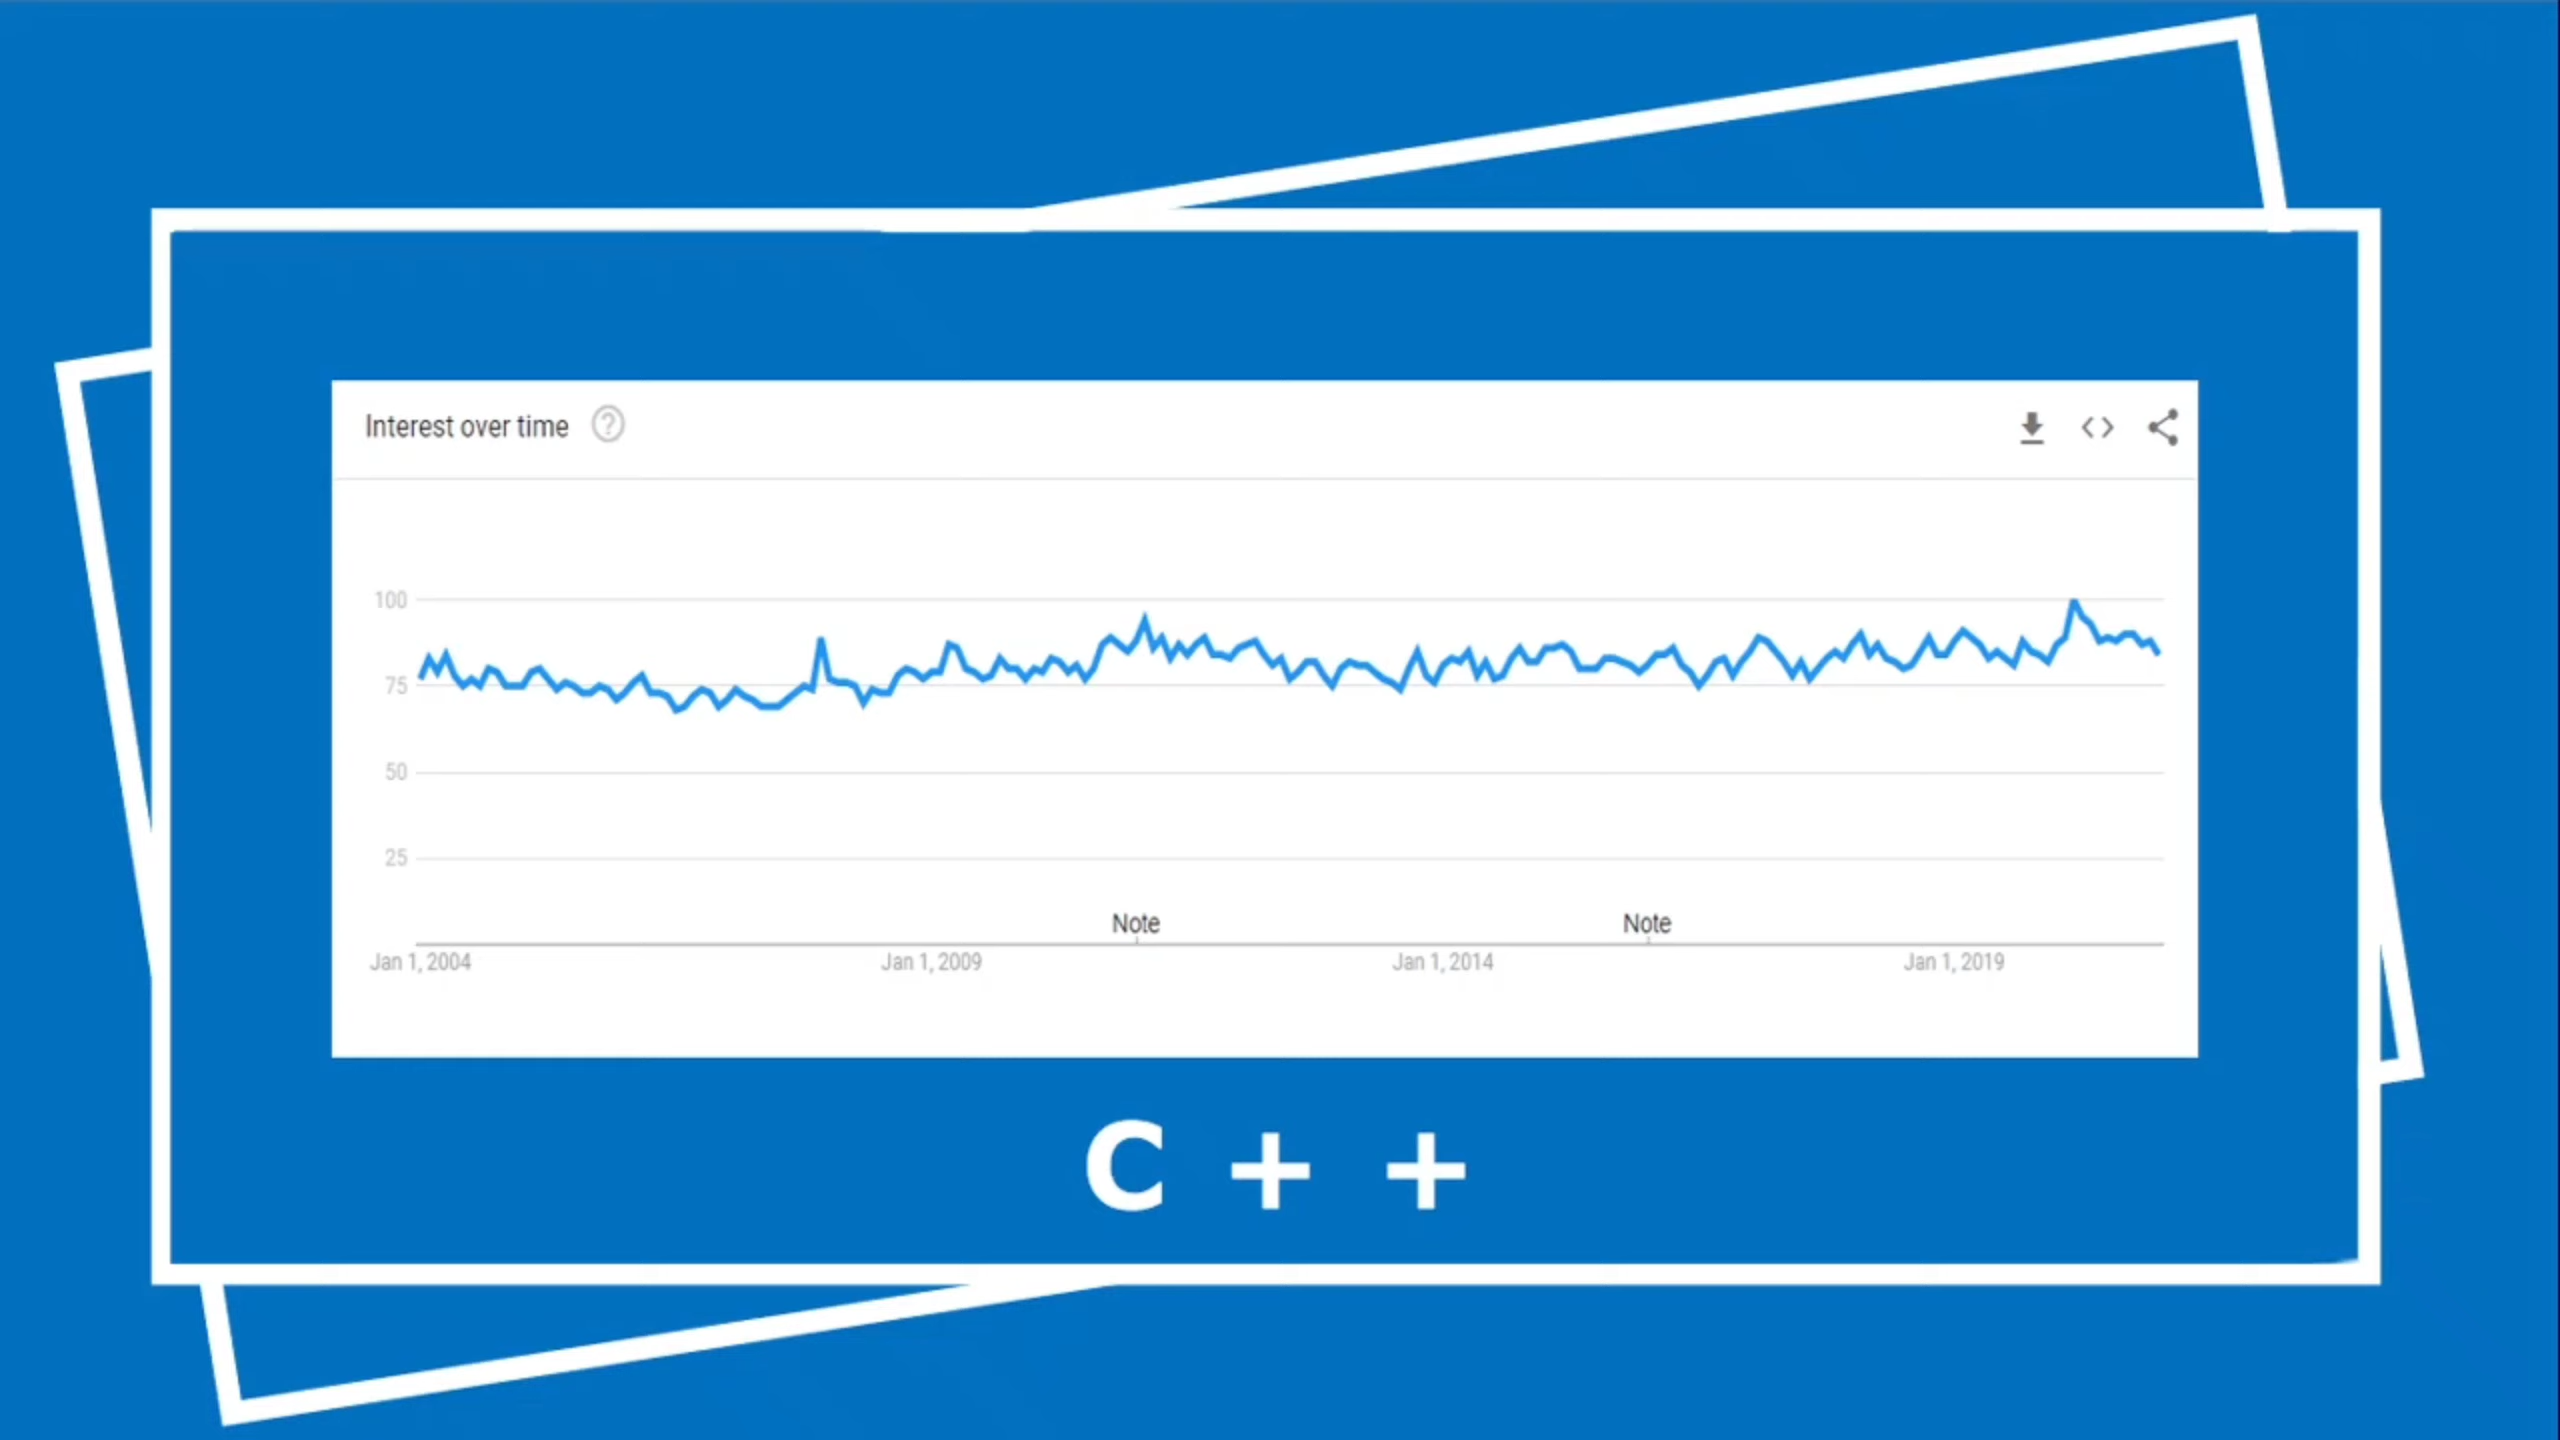 Interest over time
100
75
50
25
Note Note
Jan 1, 2004 Jan 1, 2009 Jan 1, 2014 Jan 1, 2019
C + +